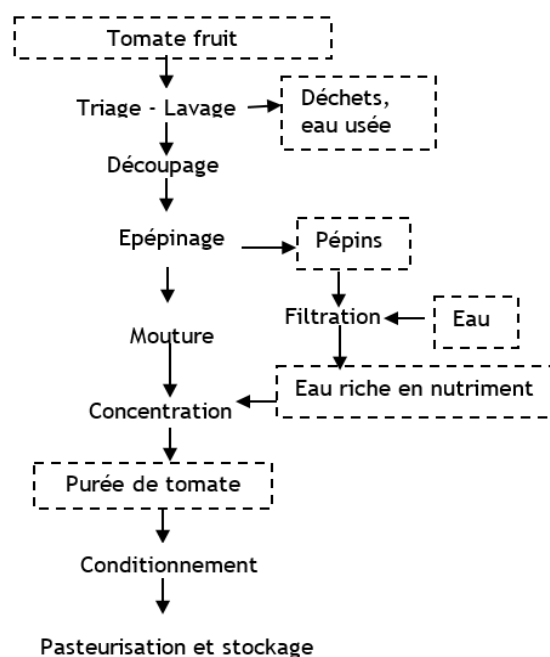 Tomate fruit
Triage - Lavage
Déchets,
eau usée
Découpage
Epépinage
Pépins
Filtration
Eau
Mouture
Eau riche en nutriment
Concentration
Purée de tomate
Conditionnement
Pasteurisation et stockage